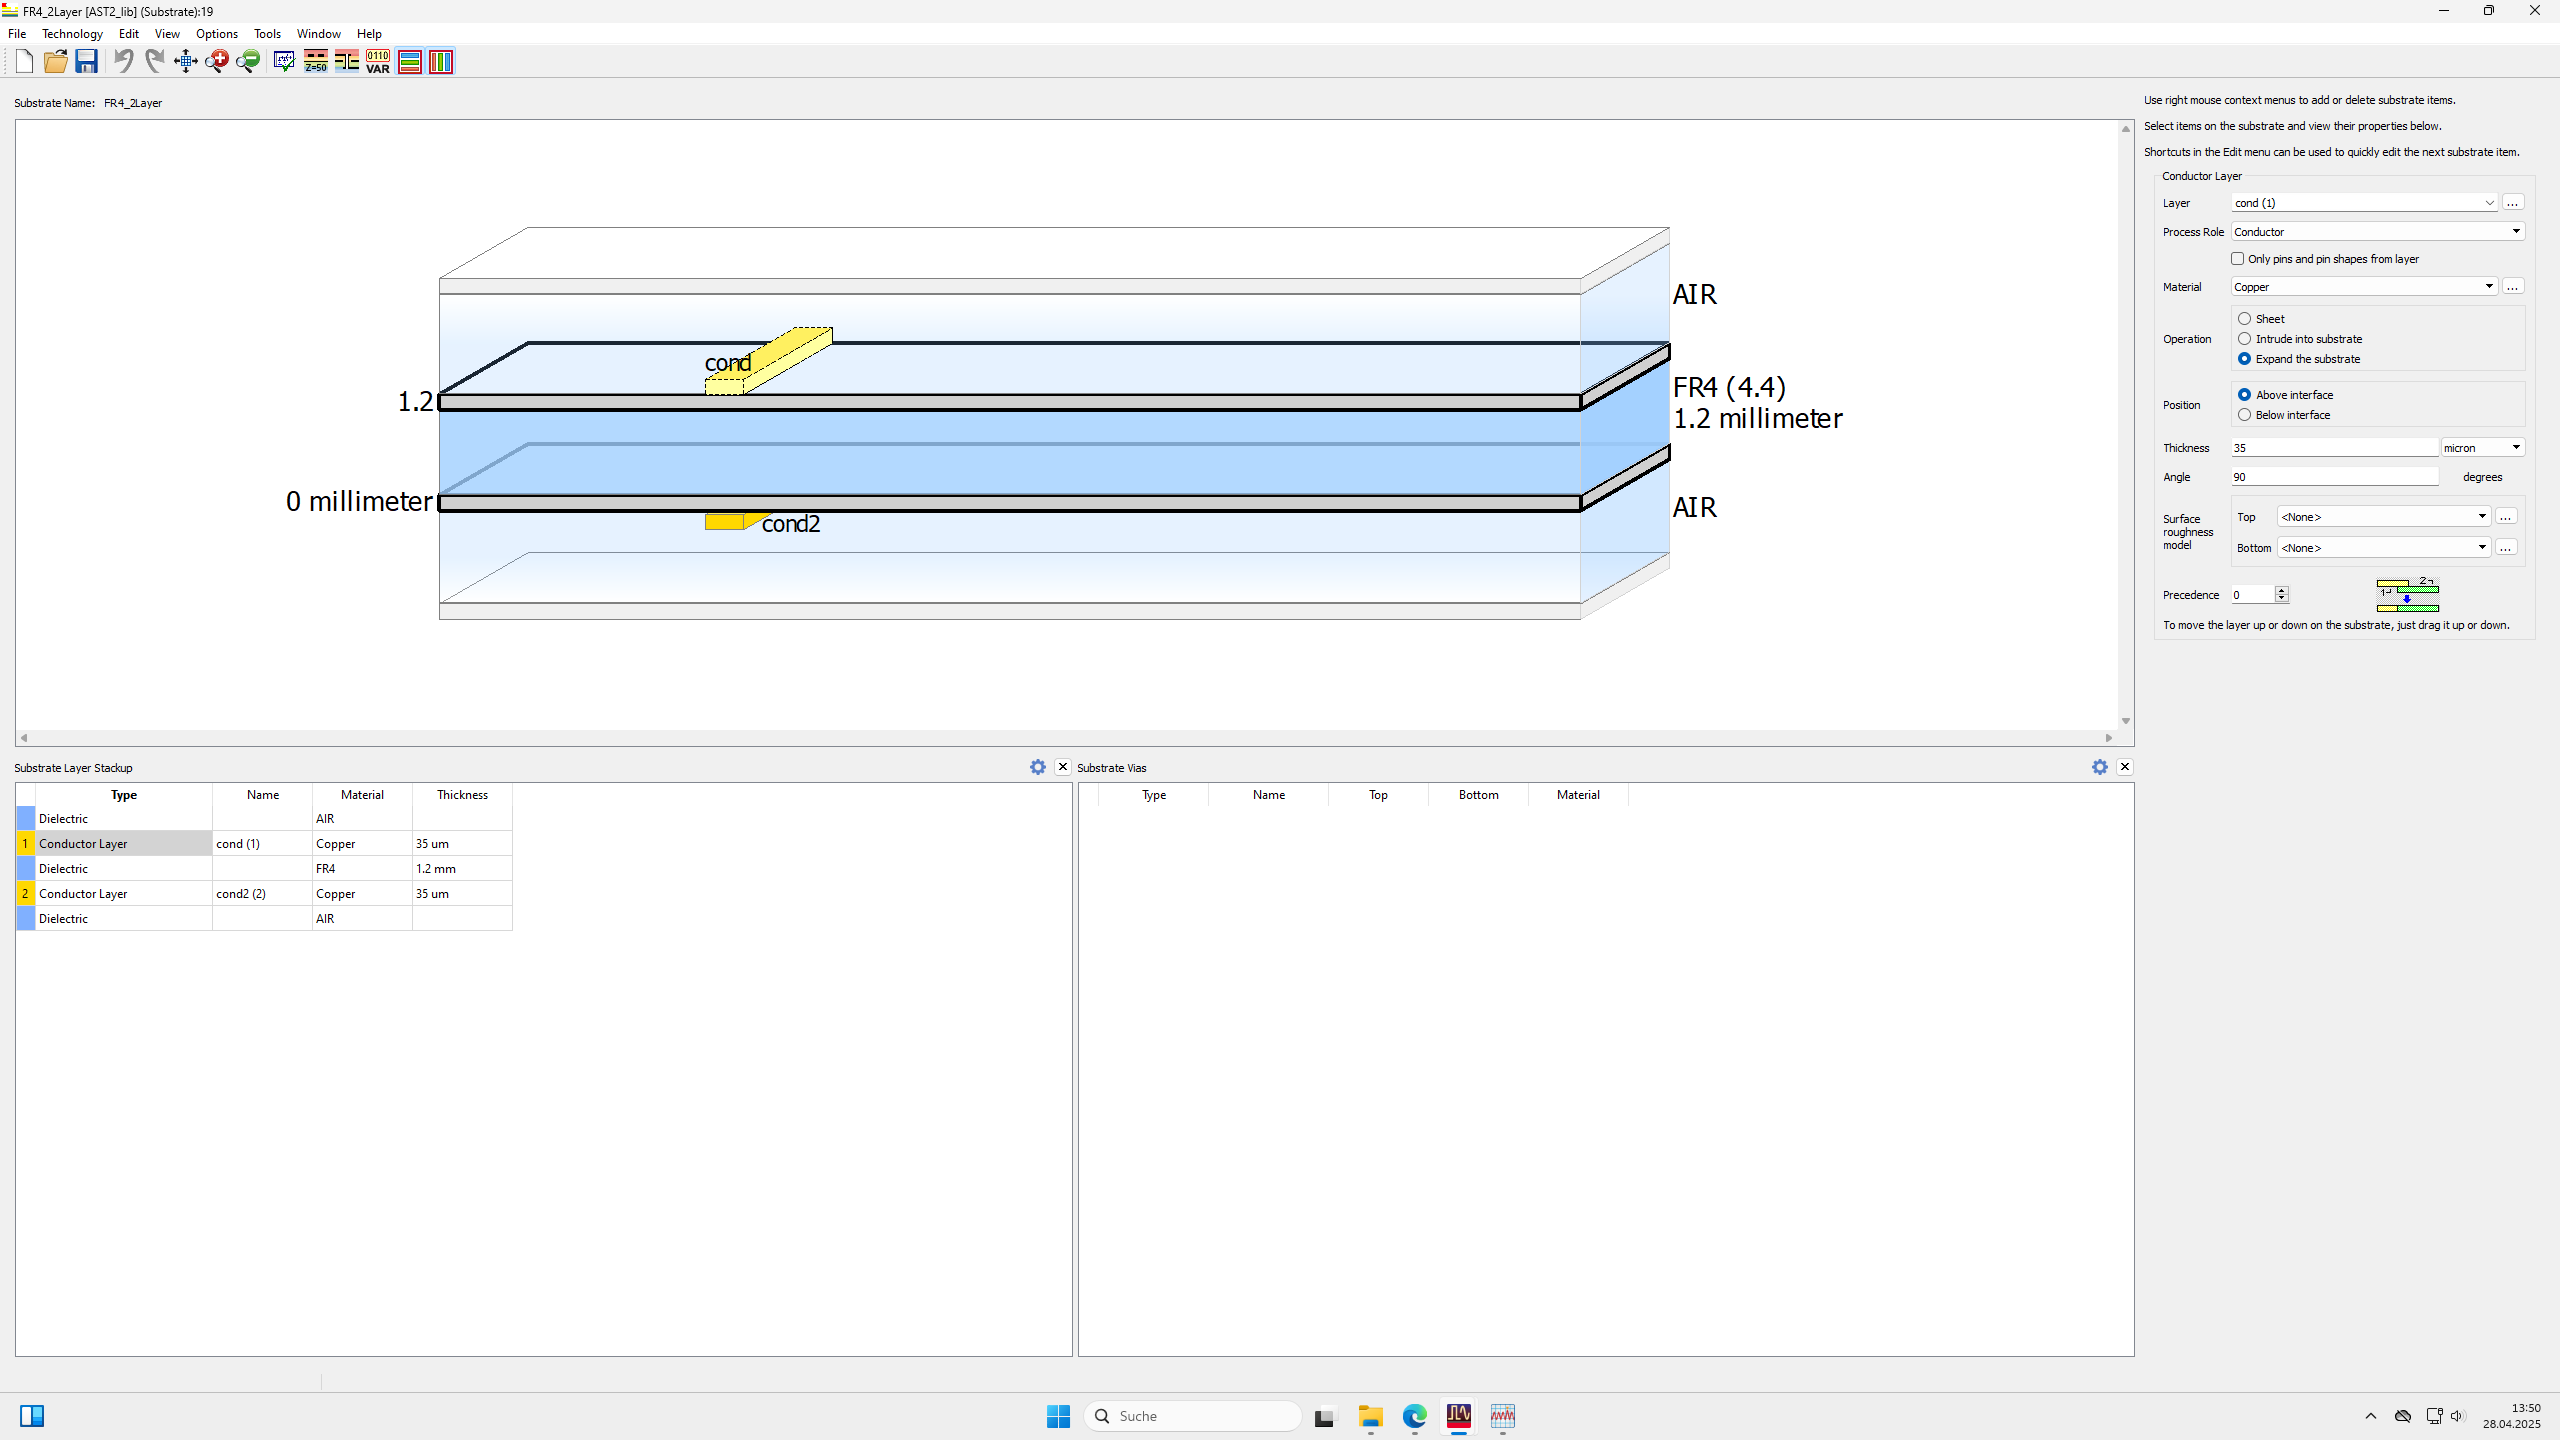 FR4_2Layer [AST2_lib] (Substrate):19
File Technology Edit View Options Tools Window Help
Z=50 0110 VAR
Substrate Name: FR4_2Layer
Use right mouse context menus to add or delete substrate items.
Select items on the substrate and view their properties below.
Shortcuts in the Edit menu can be used to quickly edit the next substrate item.
AIR
cond
1.2
FR4 (4.4)
1.2 millimeter
0 millimeter
cond2
AIR
Conductor Layer
Layer cond (1) ...
Process Role Conductor
Only pins and pin shapes from layer
Material Copper ...
Operation
Sheet
Intrude into substrate
Expand the substrate
Position
Above interface
Below interface
Thickness 35 micron
Angle 90 degrees
Surface roughness model
Top <None> ...
Bottom <None> ...
Precedence 0
To move the layer up or down on the substrate, just drag it up or down.
Substrate Layer Stackup
Type Name Material Thickness
Dielectric AIR
1 Conductor Layer cond (1) Copper 35 um
Dielectric FR4 1.2 mm
2 Conductor Layer cond2 (2) Copper 35 um
Dielectric AIR
Substrate Vias
Type Name Top Bottom Material
Suche
13:50
28.04.2025